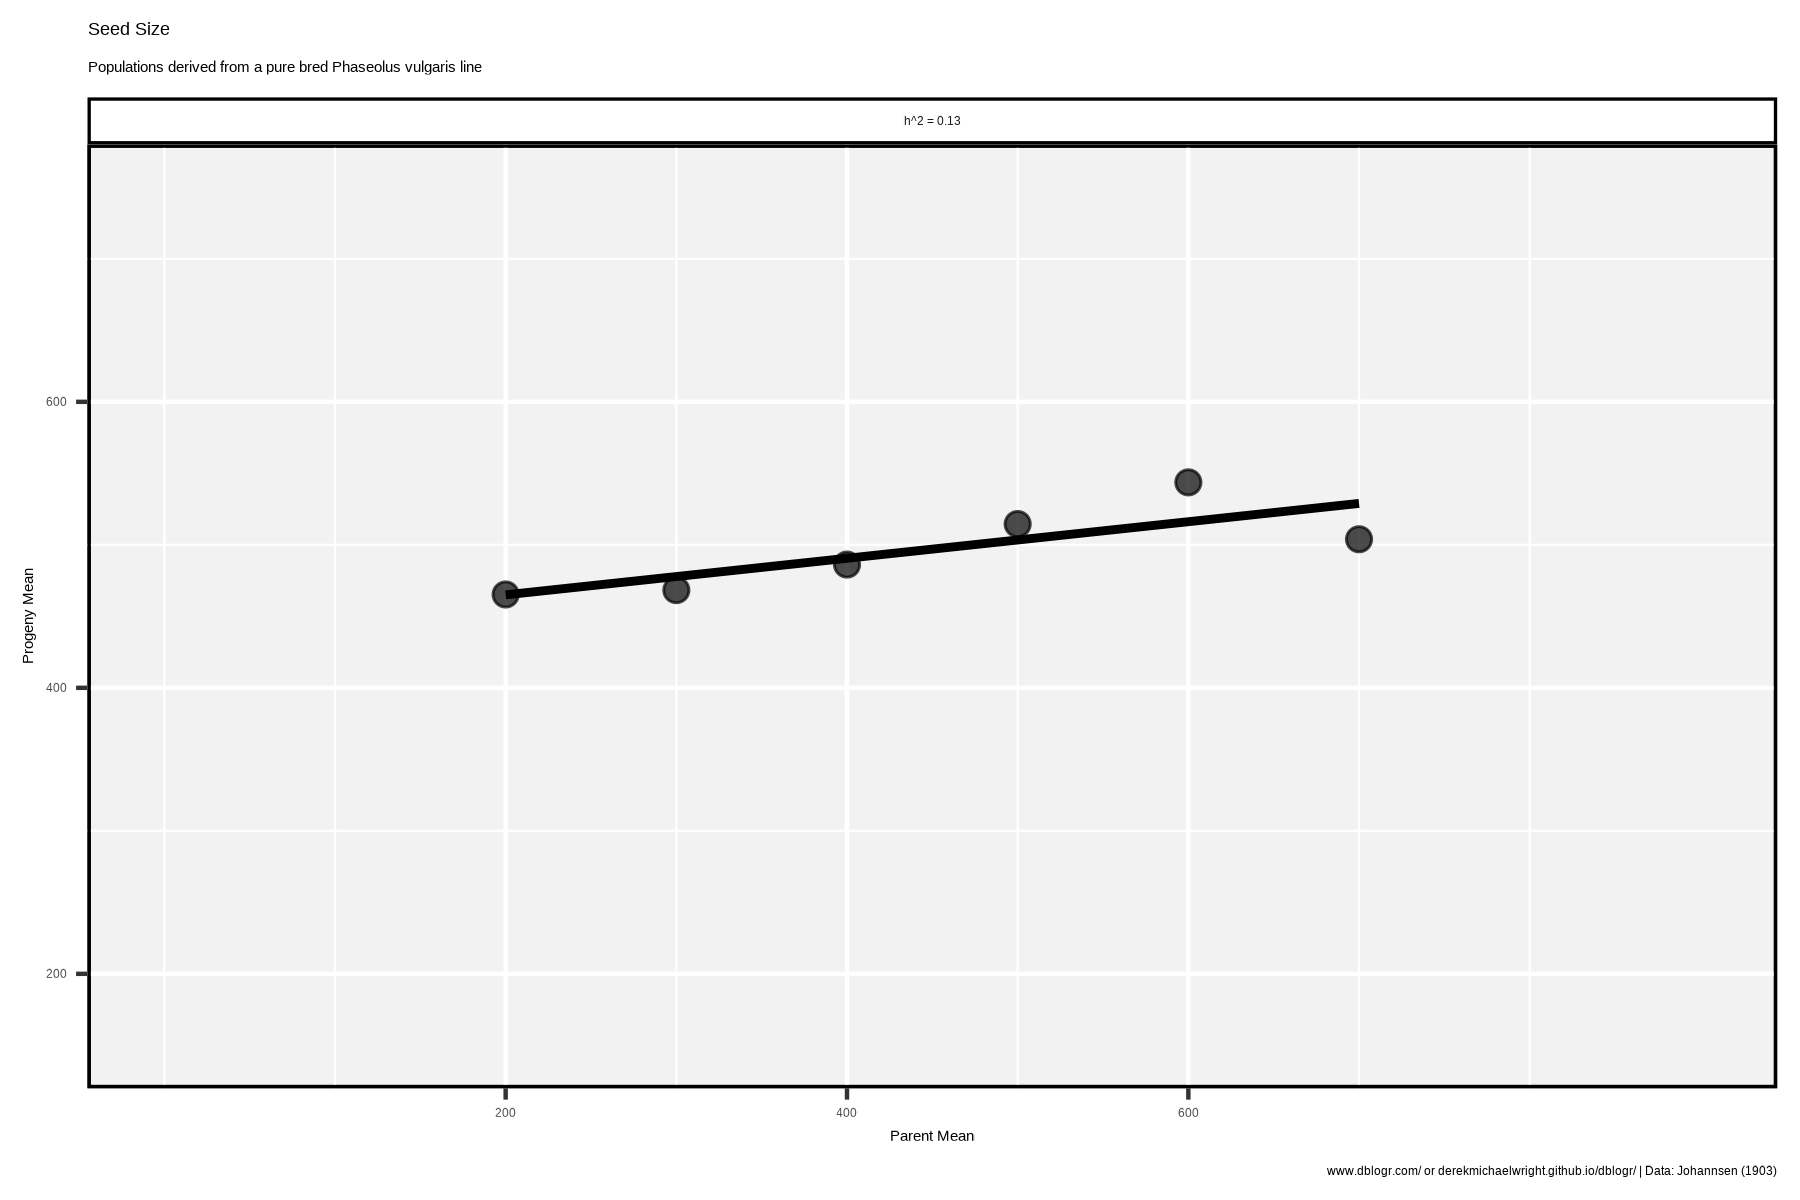 Seed Size
Populations derived from a pure bred Phaseolus vulgaris line
h^2 = 0.13
600
400
200
Progeny Mean
200 400 600
Parent Mean
www.dblogr.com/ or derekmichaelwright.github.io/dblogr/ | Data: Johannsen (1903)